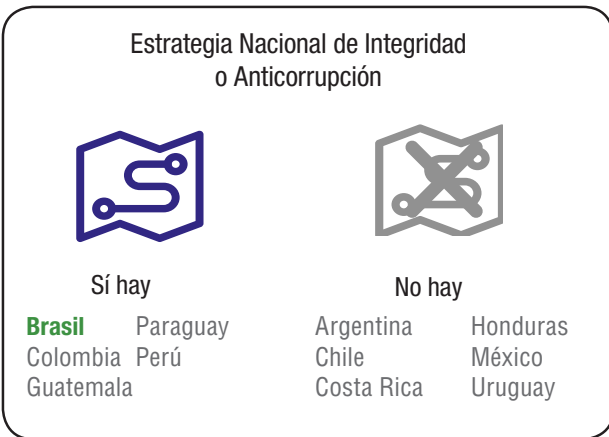 Estrategia Nacional de Integridad
o Anticorrupción
Sí hay
No hay
Brasil Paraguay
Colombia Perú
Guatemala
Argentina Honduras
Chile México
Costa Rica Uruguay